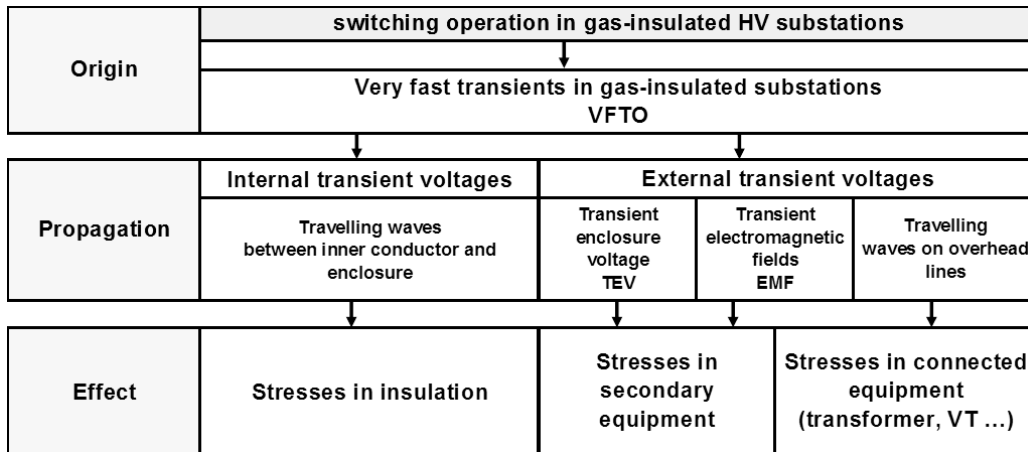 Origin
switching operation in gas-insulated HV substations
Very fast transients in gas-insulated substations
VFTO
Propagation
Internal transient voltages
External transient voltages
Travelling waves
between inner conductor and
enclosure
Transient
enclosure
voltage
TEV
Transient
electromagnetic
fields
EMF
Travelling
waves on overhead
lines
Effect
Stresses in insulation
Stresses in
secondary
equipment
Stresses in connected
equipment
(transformer, VT ...)